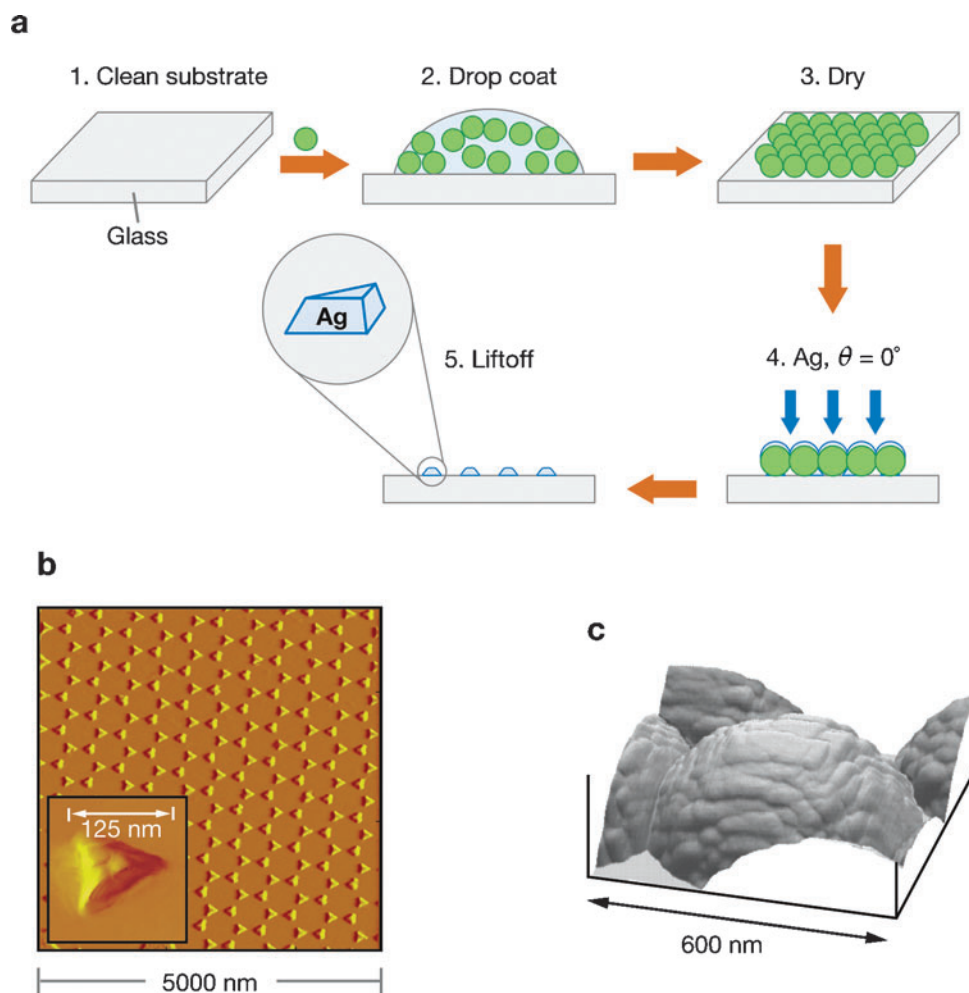 a
1. Clean substrate
2. Drop coat
3. Dry
Glass
Ag
5. Liftoff
4. Ag, θ = 0°
b
125 nm
5000 nm
c
600 nm